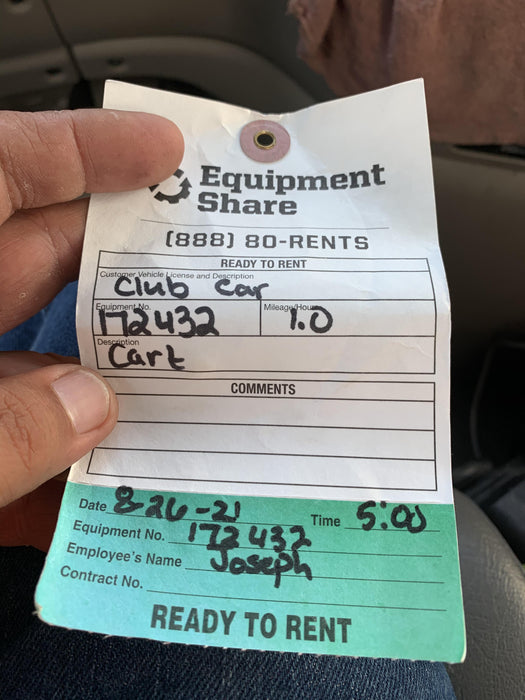 Equipment
Share
(888) 80-RENTS
READY TO RENT
Customer Vehicle License and Description
Club Car
Equipment No. Mileage/Hours
172432 1.0
Description
Cart
COMMENTS
Date 8-26-21 Time 5:00
Equipment No. 172432
Employee's Name Joseph
Contract No.
READY TO RENT